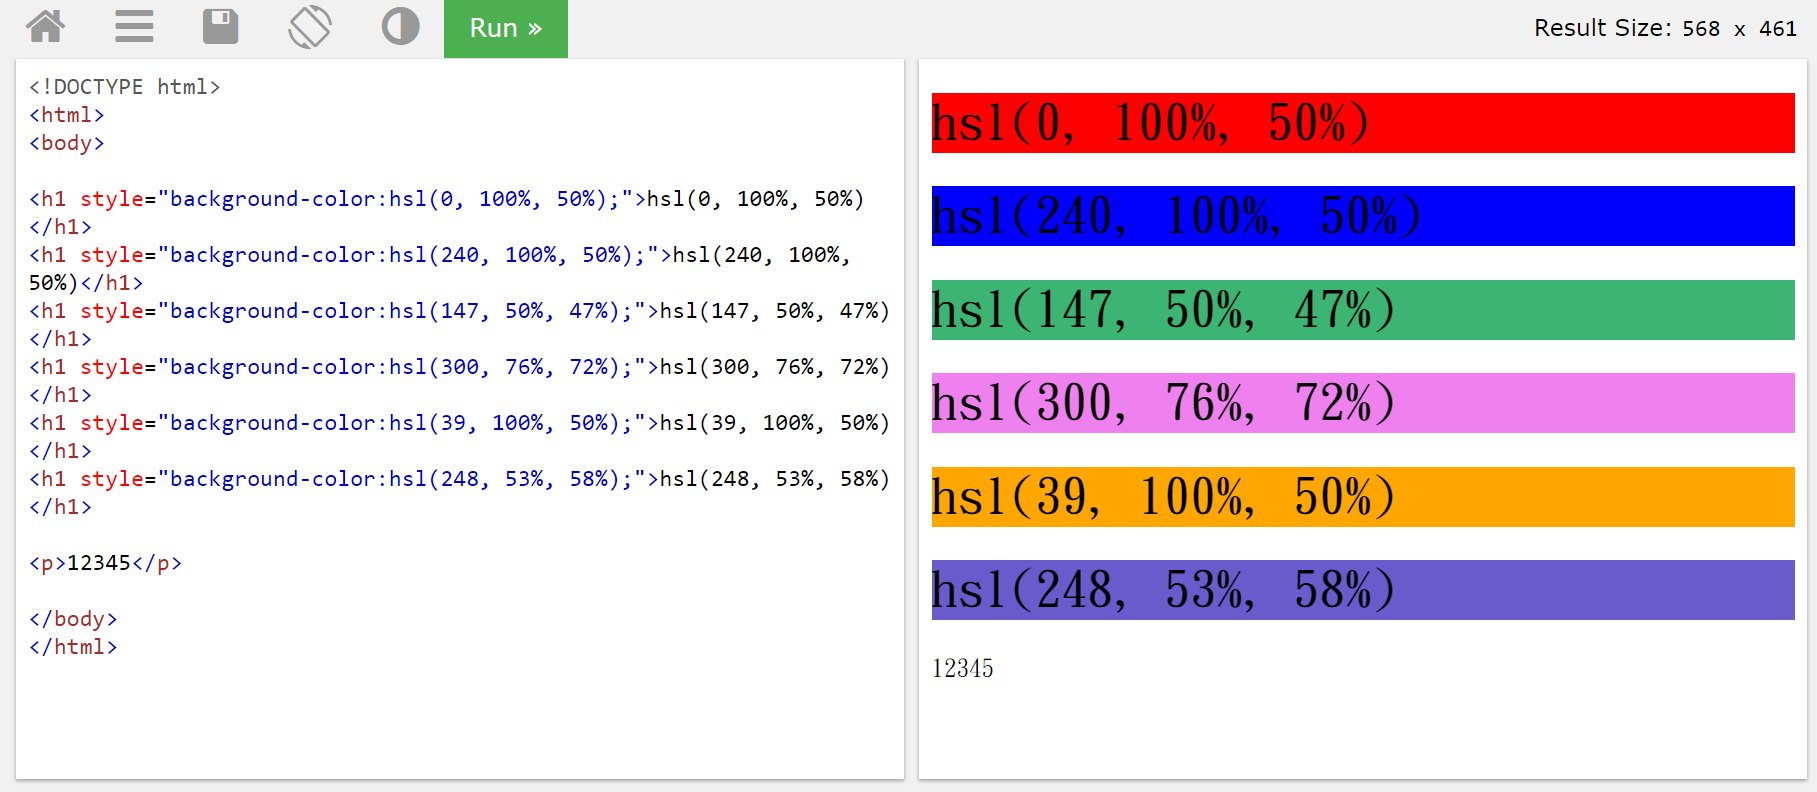 Run »
Result Size: 568 x 461
<!DOCTYPE html>
<html>
<body>
<h1 style="background-color:hsl(0, 100%, 50%);">hsl(0, 100%, 50%)
</h1>
<h1 style="background-color:hsl(240, 100%, 50%);">hsl(240, 100%,
50%)</h1>
<h1 style="background-color:hsl(147, 50%, 47%);">hsl(147, 50%, 47%)
</h1>
<h1 style="background-color:hsl(300, 76%, 72%);">hsl(300, 76%, 72%)
</h1>
<h1 style="background-color:hsl(39, 100%, 50%);">hsl(39, 100%, 50%)
</h1>
<h1 style="background-color:hsl(248, 53%, 58%);">hsl(248, 53%, 58%)
</h1>
<p>12345</p>
</body>
</html>
hsl(0, 100%, 50%)
hsl(240, 100%, 50%)
hsl(147, 50%, 47%)
hsl(300, 76%, 72%)
hsl(39, 100%, 50%)
hsl(248, 53%, 58%)
12345